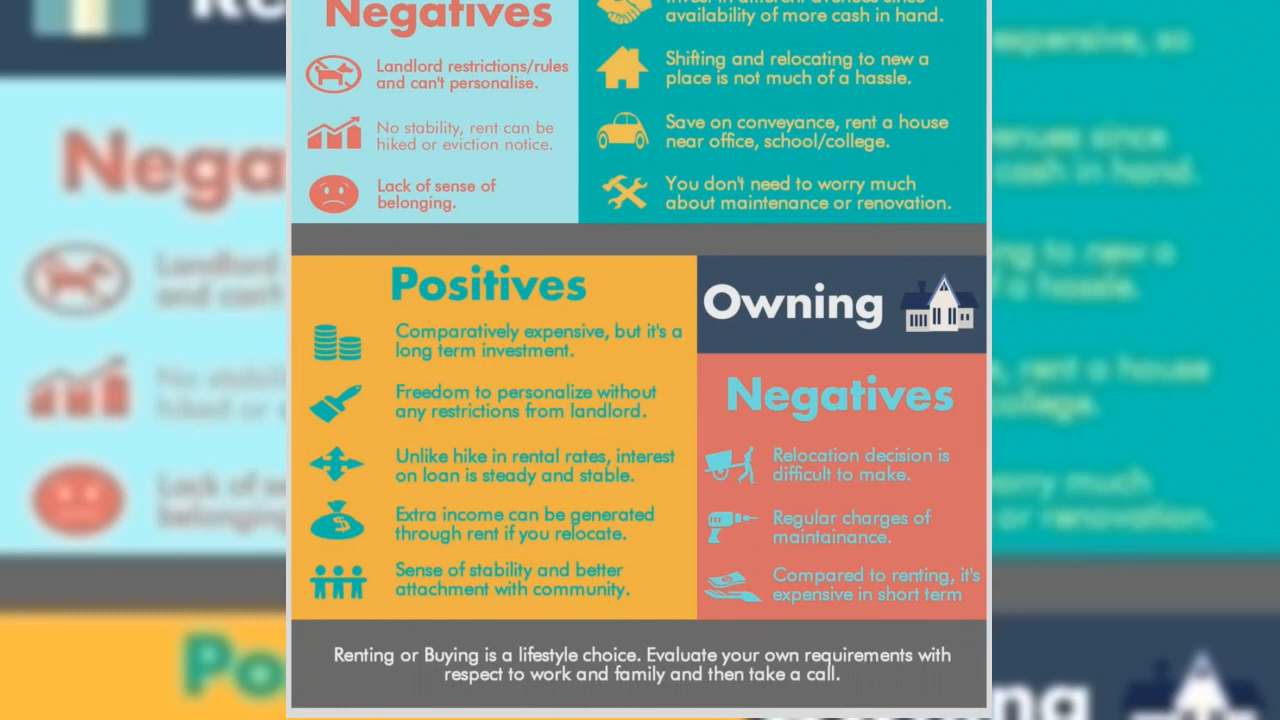 Negatives
Landlord restrictions/rules
and can't personalise.
No stability, rent can be
hiked or eviction notice.
Lack of sense of
belonging.
availability of more cash in hand.
Shifting and relocating to new a
place is not much of a hassle.
Save on conveyance, rent a house
near office, school/college.
You don't need to worry much
about maintenance or renovation.
Positives
Comparatively expensive, but it's a
long term investment.
Freedom to personalize without
any restrictions from landlord.
Unlike hike in rental rates, interest
on loan is steady and stable.
Extra income can be generated
through rent if you relocate.
Sense of stability and better
attachment with community.
Owning
Negatives
Relocation decision is
difficult to make.
Regular charges of
maintainance.
Compared to renting, it's
expensive in short term
Renting or Buying is a lifestyle choice. Evaluate your own requirements with
respect to work and family and then take a call.